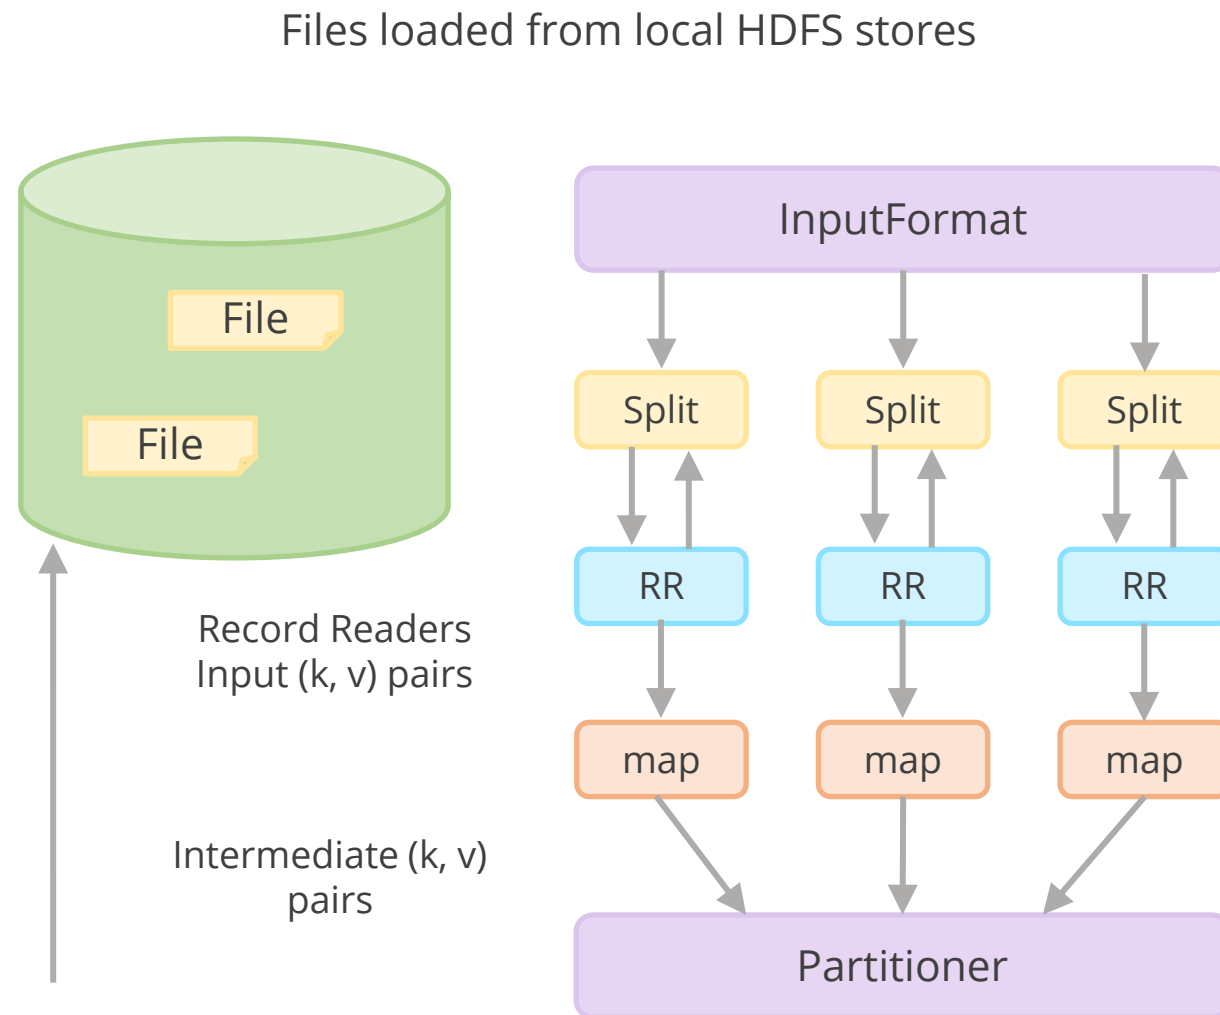 Files loaded from local HDFS stores
InputFormat
File
File
Split
Split
Split
RR
RR
RR
Record Readers
Input (k, v) pairs
map
map
map
Intermediate (k, v)
pairs
Partitioner